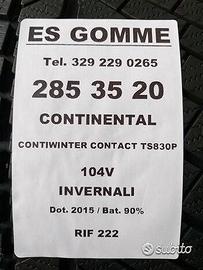 ES GOMME
Tel. 329 229 0265
285 35 20
CONTINENTAL
CONTIWINTER CONTACT TS830P
104V
INVERNALI
Dot. 2015 / Bat. 90%
RIF 222
subito